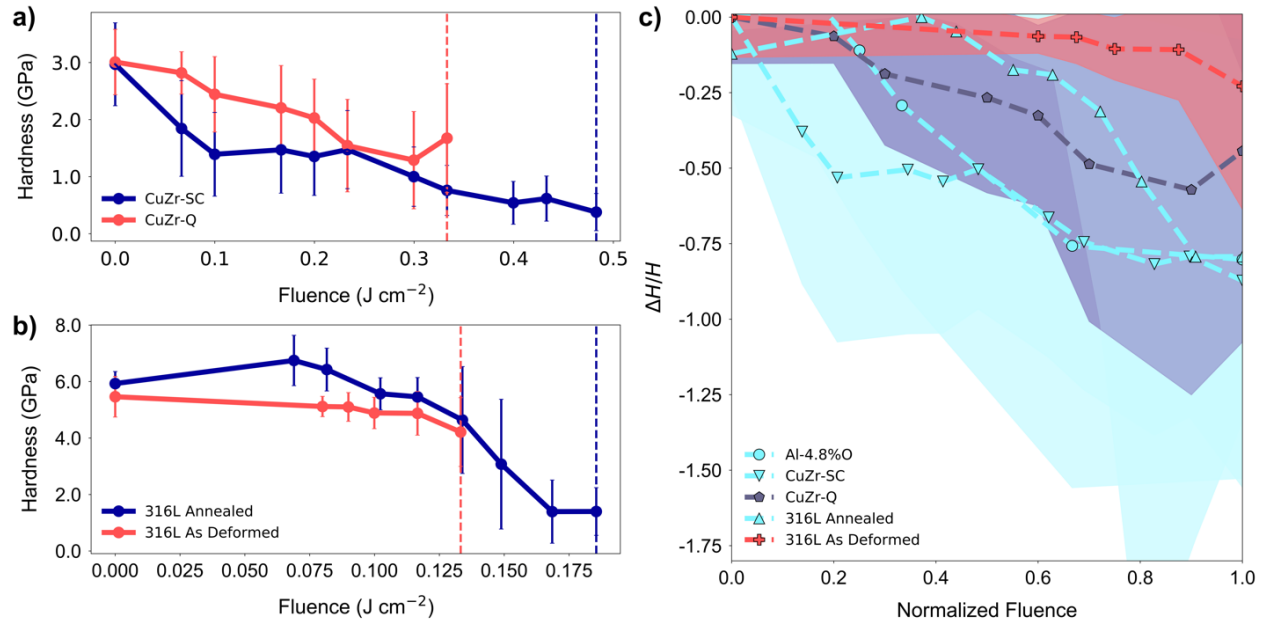 a)
Hardness (GPa)
3.0
2.0
1.0
0.0
CuZr-SC
CuZr-Q
0.0 0.1 0.2 0.3 0.4 0.5
Fluence (J cm⁻²)
b)
Hardness (GPa)
8.0
6.0
4.0
2.0
0.0
316L Annealed
316L As Deformed
0.000 0.025 0.050 0.075 0.100 0.125 0.150 0.175
Fluence (J cm⁻²)
c)
ΔH/H
0.00
-0.25
-0.50
-0.75
-1.00
-1.25
-1.50
-1.75
Al-4.8%O
CuZr-SC
CuZr-Q
316L Annealed
316L As Deformed
0.0 0.2 0.4 0.6 0.8 1.0
Normalized Fluence